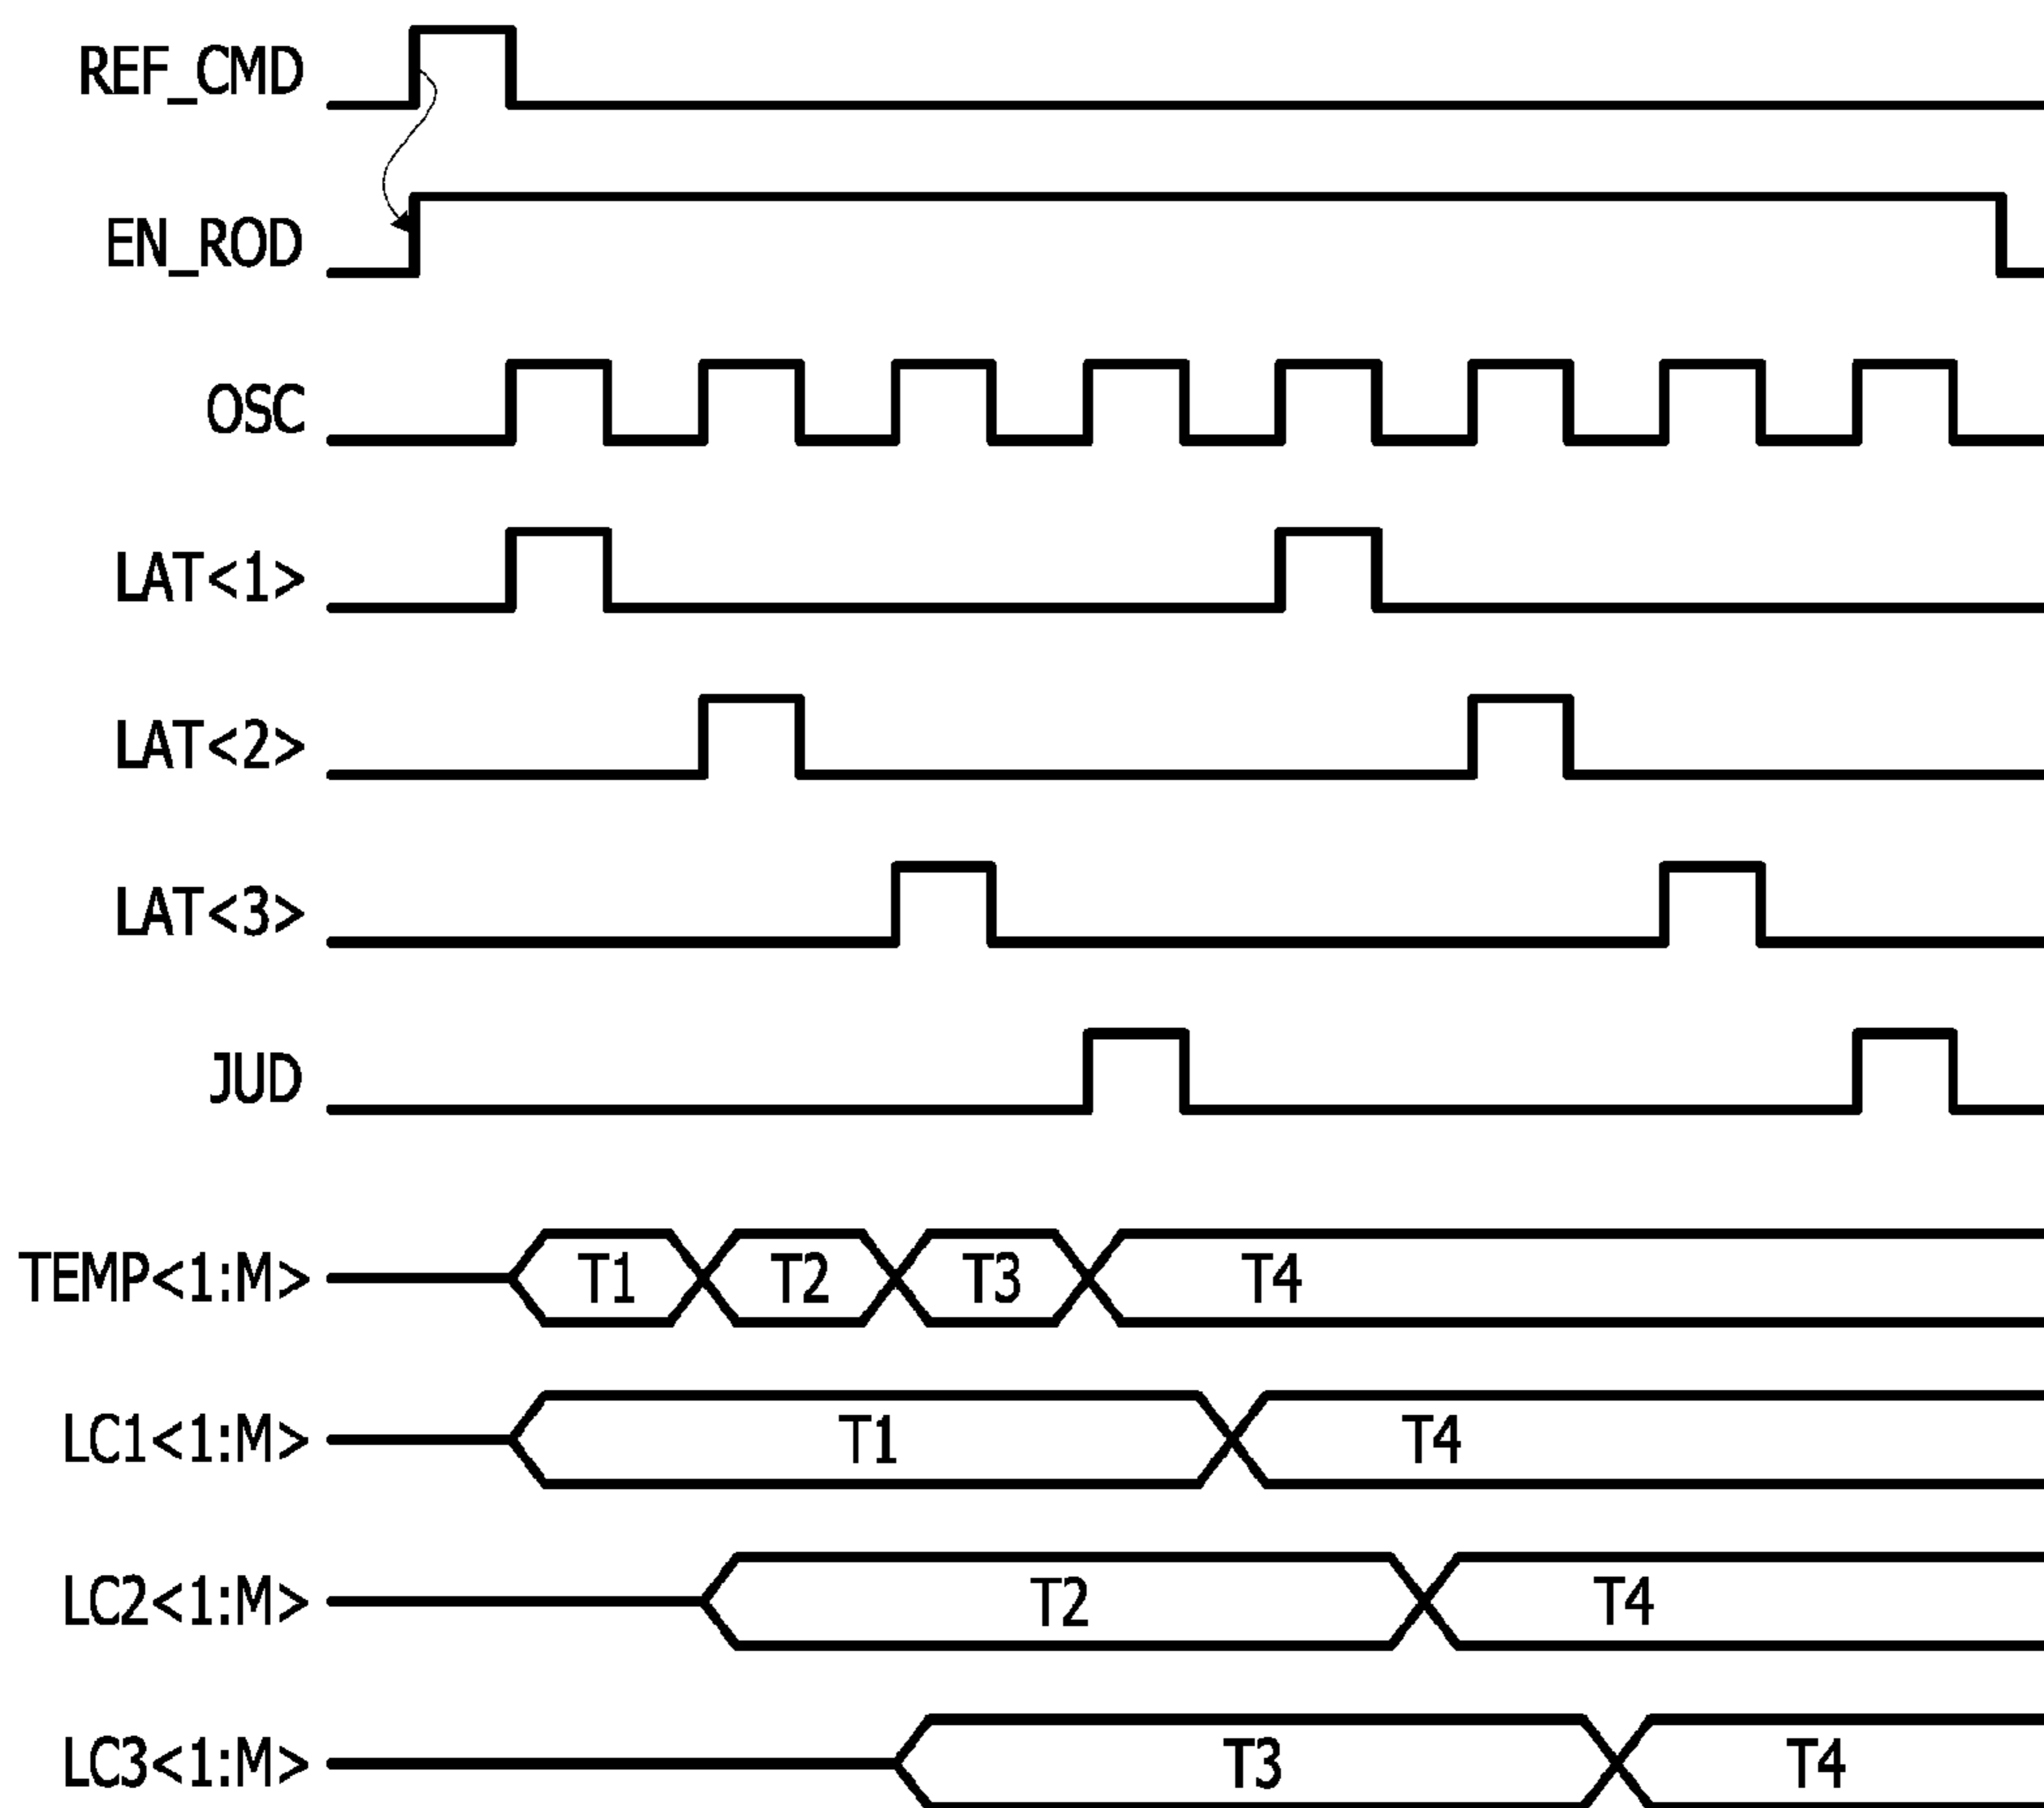 REF_CMD
EN_ROD
OSC
LAT<1>
LAT<2>
LAT<3>
JUD
TEMP<1:M> T1 T2 T3 T4
LC1<1:M> T1 T4
LC2<1:M> T2 T4
LC3<1:M> T3 T4